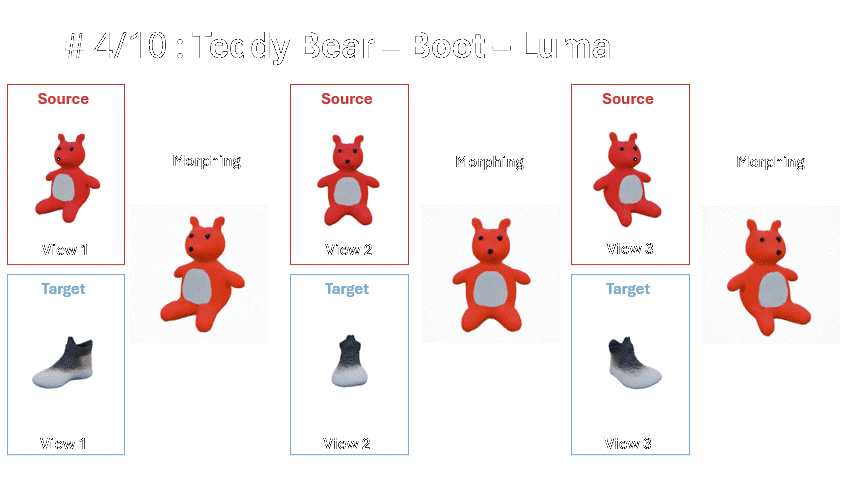 # 4/10 : Teddy Bear – Boot – Luma
Source
Morphing
View 1
Target
View 1
Source
Morphing
View 2
Target
View 2
Source
Morphing
View 3
Target
View 3